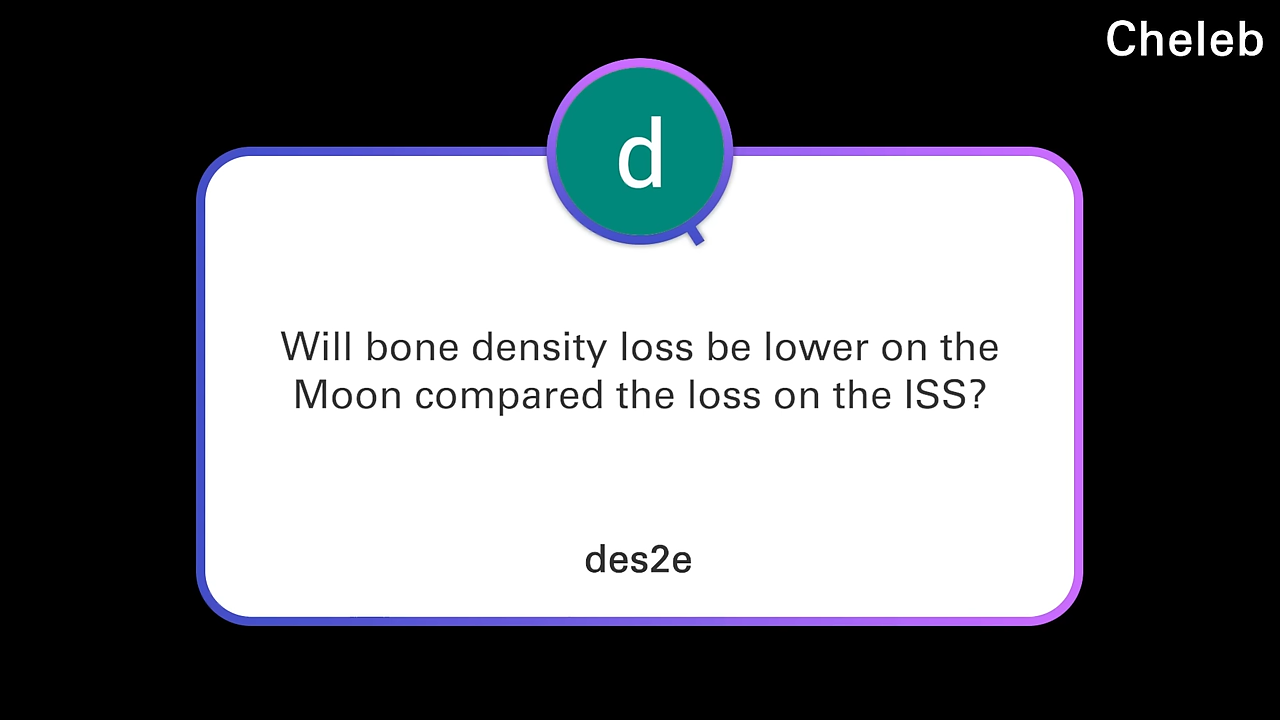 Cheleb
d
Will bone density loss be lower on the
Moon compared the loss on the ISS?
des2e